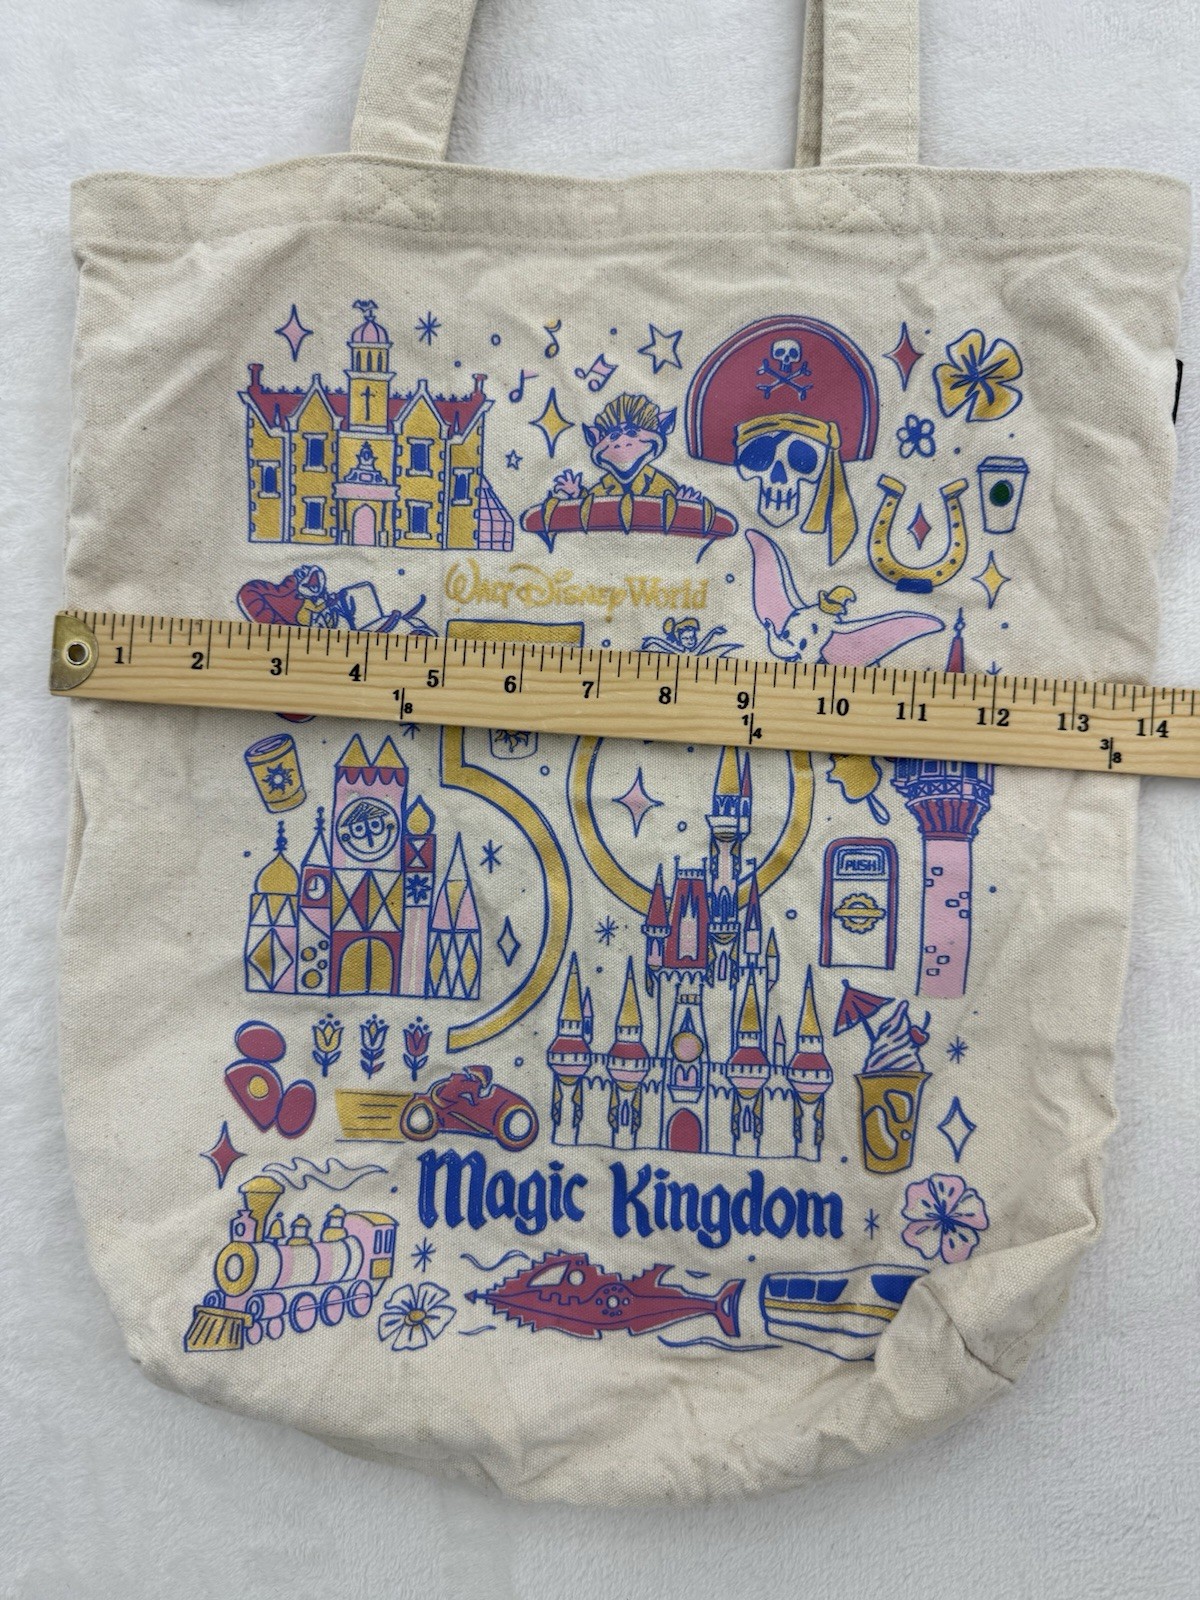 Walt Disney World
1 2 3 4 5 6 7 8 9 10 11 12 13 14
1/8 1/4 3/8
50
PUSH
Magic Kingdom